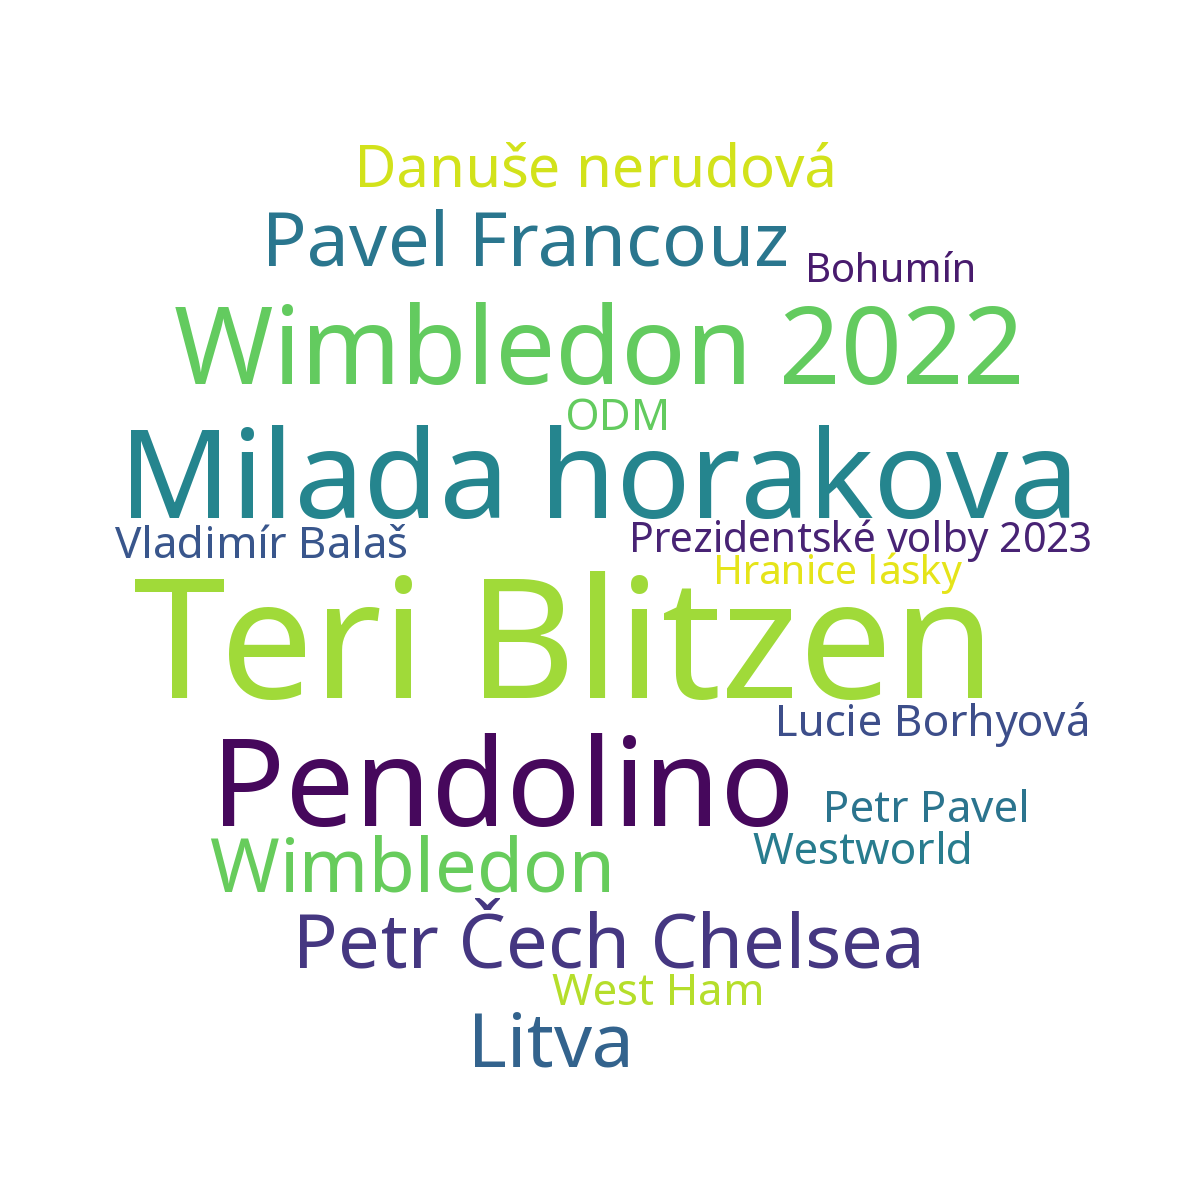 Danuše nerudová
Pavel Francouz
Bohumín
Wimbledon 2022
ODM
Milada horakova
Vladimír Balaš
Prezidentské volby 2023
Hranice lásky
Teri Blitzen
Lucie Borhyová
Pendolino
Petr Pavel
Westworld
Wimbledon
Petr Čech Chelsea
West Ham
Litva